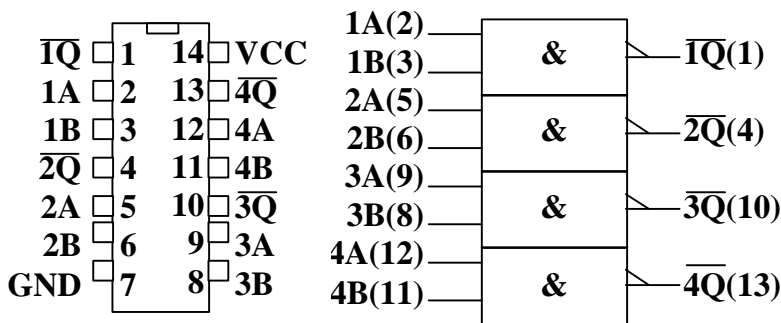 1Q̅ 1 14 VCC
1A 2 13 4Q̅
1B 3 12 4A
2Q̅ 4 11 4B
2A 5 10 3Q̅
2B 6 9 3A
GND 7 8 3B
1A(2)
1B(3)
& 1Q̅(1)
2A(5)
2B(6)
& 2Q̅(4)
3A(9)
3B(8)
& 3Q̅(10)
4A(12)
4B(11)
& 4Q̅(13)